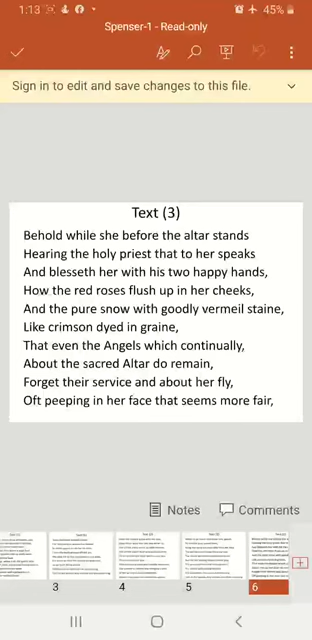 1:13
45%
Spenser-1 - Read-only
Sign in to edit and save changes to this file.
Text (3)
Behold while she before the altar stands
Hearing the holy priest that to her speaks
And blesseth her with his two happy hands,
How the red roses flush up in her cheeks,
And the pure snow with goodly vermeil staine,
Like crimson dyed in graine,
That even the Angels which continually,
About the sacred Altar do remain,
Forget their service and about her fly,
Oft peeping in her face that seems more fair,
Notes
Comments
3
4
5
6